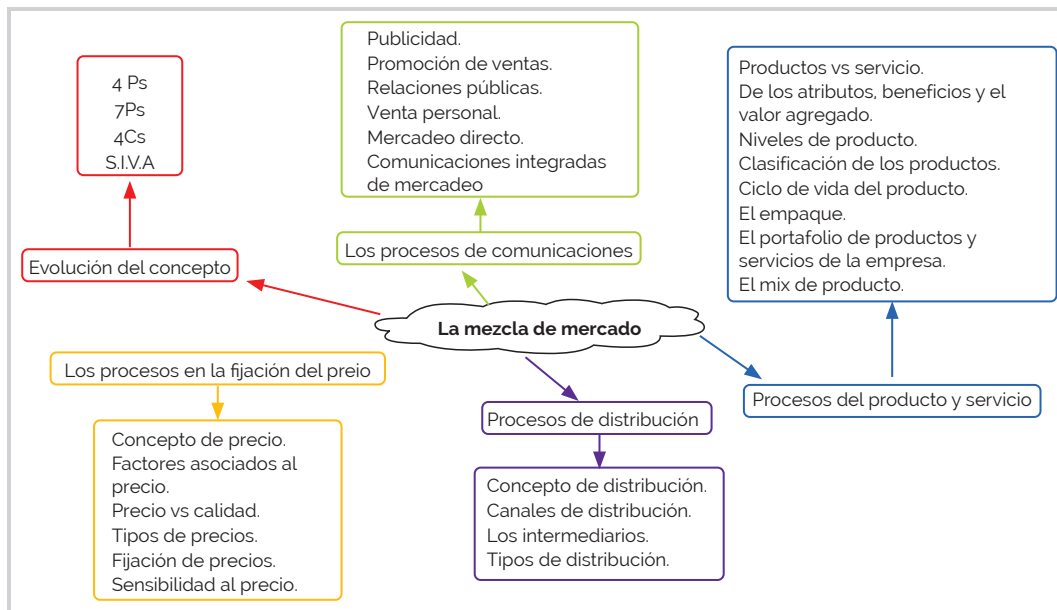 4 Ps
7Ps
4Cs
S.I.V.A
Evolución del concepto
Publicidad.
Promoción de ventas.
Relaciones públicas.
Venta personal.
Mercadeo directo.
Comunicaciones integradas
de mercadeo
Los procesos de comunicaciones
Productos vs servicio.
De los atributos, beneficios y el
valor agregado.
Niveles de producto.
Clasificación de los productos.
Ciclo de vida del producto.
El empaque.
El portafolio de productos y
servicios de la empresa.
El mix de producto.
La mezcla de mercado
Los procesos en la fijación del preio
Procesos del producto y servicio
Procesos de distribución
Concepto de precio.
Factores asociados al
precio.
Precio vs calidad.
Tipos de precios.
Fijación de precios.
Sensibilidad al precio.
Concepto de distribución.
Canales de distribución.
Los intermediarios.
Tipos de distribución.